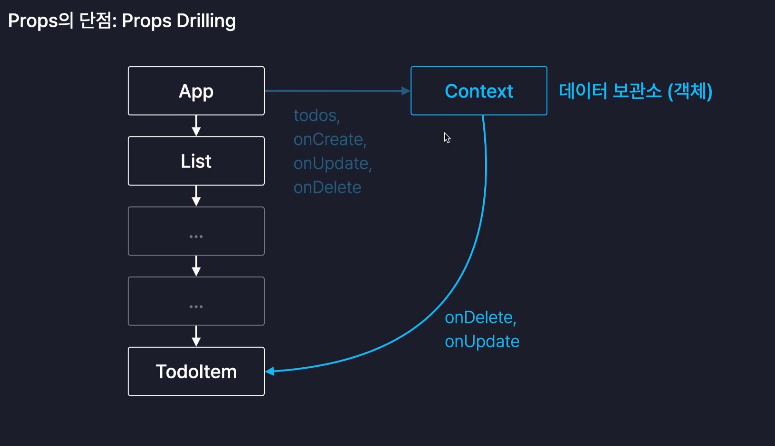 Props의 단점: Props Drilling
App
Context
데이터 보관소 (객체)
todos,
onCreate,
onUpdate,
onDelete
List
...
...
onDelete,
onUpdate
TodoItem